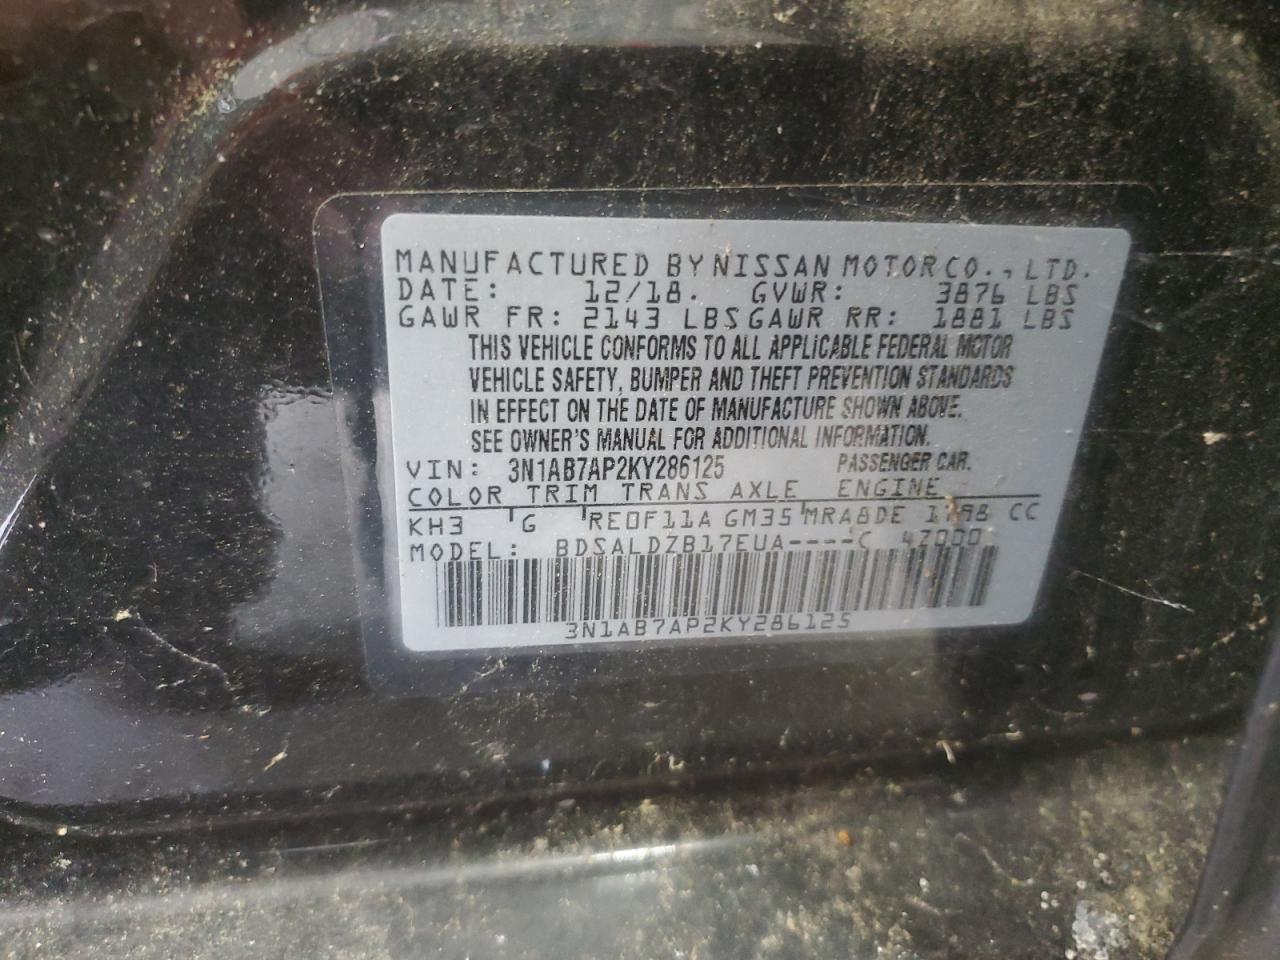 MANUFACTURED BY NISSAN MOTOR CO., LTD.
DATE: 12/18. GVWR: 3876 LBS
GAWR FR: 2143 LBS GAWR RR: 1881 LBS
THIS VEHICLE CONFORMS TO ALL APPLICABLE FEDERAL MOTOR
VEHICLE SAFETY, BUMPER AND THEFT PREVENTION STANDARDS
IN EFFECT ON THE DATE OF MANUFACTURE SHOWN ABOVE.
SEE OWNER'S MANUAL FOR ADDITIONAL INFORMATION.
VIN: 3N1AB7AP2KY286125 PASSENGER CAR.
COLOR TRIM TRANS AXLE ENGINE
KH3 G RE0F11A GM35 MRA8DE 1798 CC
MODEL: BDSALDZB17EUA----C 4Z000
3N1AB7AP2KY286125